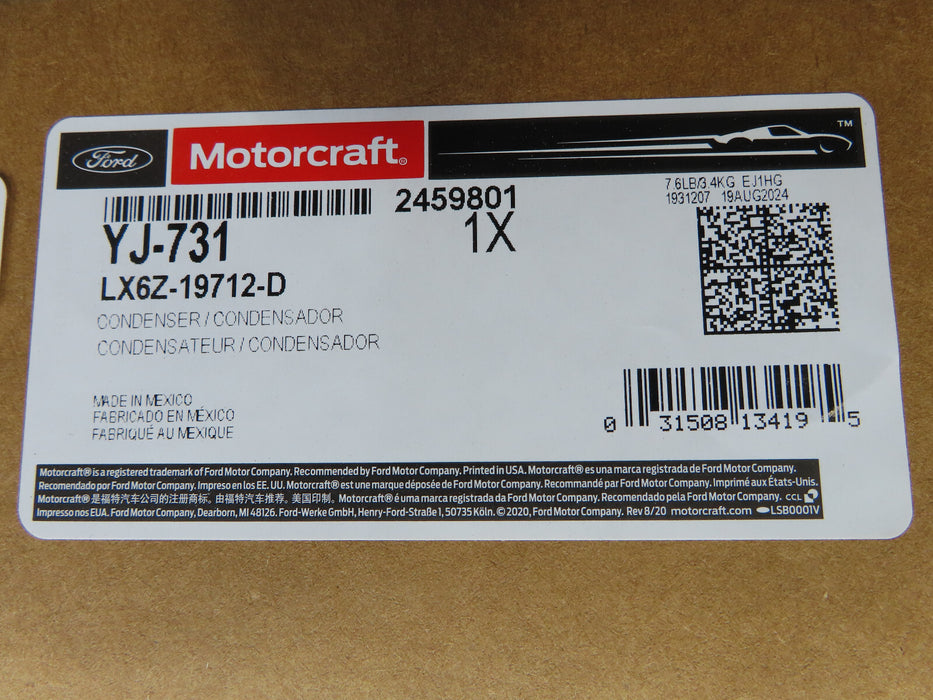 Ford Motorcraft® ™
2459801
7.6LB/3.4KG EJ1HG
1931207 19AUG2024
YJ-731
1X
LX6Z-19712-D
CONDENSER / CONDENSADOR
CONDENSATEUR / CONDENSADOR
MADE IN MEXICO
FABRICADO EN MÉXICO
FABRIQUÉ AU MEXIQUE
0 31508 13419 5
Motorcraft® is a registered trademark of Ford Motor Company. Recommended by Ford Motor Company. Printed in USA. Motorcraft® es una marca registrada de Ford Motor Company.
Recomendado por Ford Motor Company. Impreso en los EE. UU. Motorcraft® est une marque déposée de Ford Motor Company. Recommandé par Ford Motor Company. Imprimé aux États-Unis.
Motorcraft® 是福特汽车公司的注册商标。由福特汽车推荐。美国印制。 Motorcraft® é uma marca registrada da Ford Motor Company. Recomendado pela Ford Motor Company. CCL
Impresso nos EUA. Ford Motor Company, Dearborn, MI 48126. Ford-Werke GmbH, Henry-Ford-Straße 1, 50735 Köln. © 2020, Ford Motor Company. Rev 8/20 motorcraft.com LSB0001V